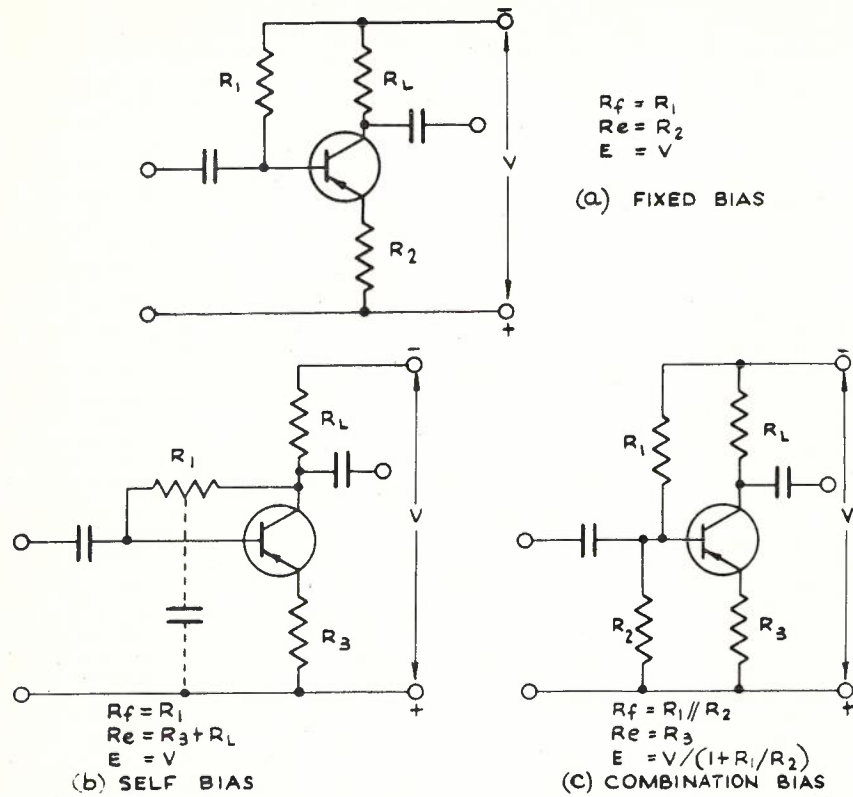 –
R1
RL
V
R2
+
Rf = R1
Re = R2
E = V
(a) FIXED BIAS
–
RL
R1
V
R3
+
Rf = R1
Re = R3 + RL
E = V
(b) SELF BIAS
–
R1
RL
V
R2
R3
+
Rf = R1 // R2
Re = R3
E = V/(1+R1/R2)
(c) COMBINATION BIAS